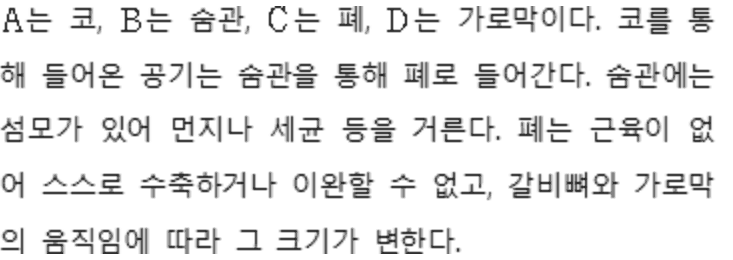 A는 코, B는 숨관, C는 폐, D는 가로막이다. 코를 통
해 들어온 공기는 숨관을 통해 폐로 들어간다. 숨관에는
섬모가 있어 먼지나 세균 등을 거른다. 폐는 근육이 없
어 스스로 수축하거나 이완할 수 없고, 갈비뼈와 가로막
의 움직임에 따라 그 크기가 변한다.